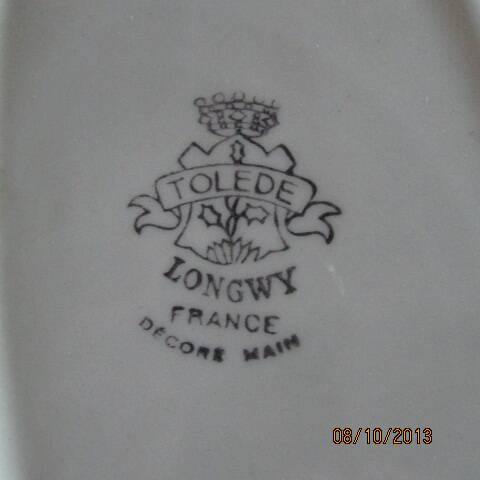 TOLEDE
LONGWY
FRANCE
DÉCORÉ MAIN
08/10/2013